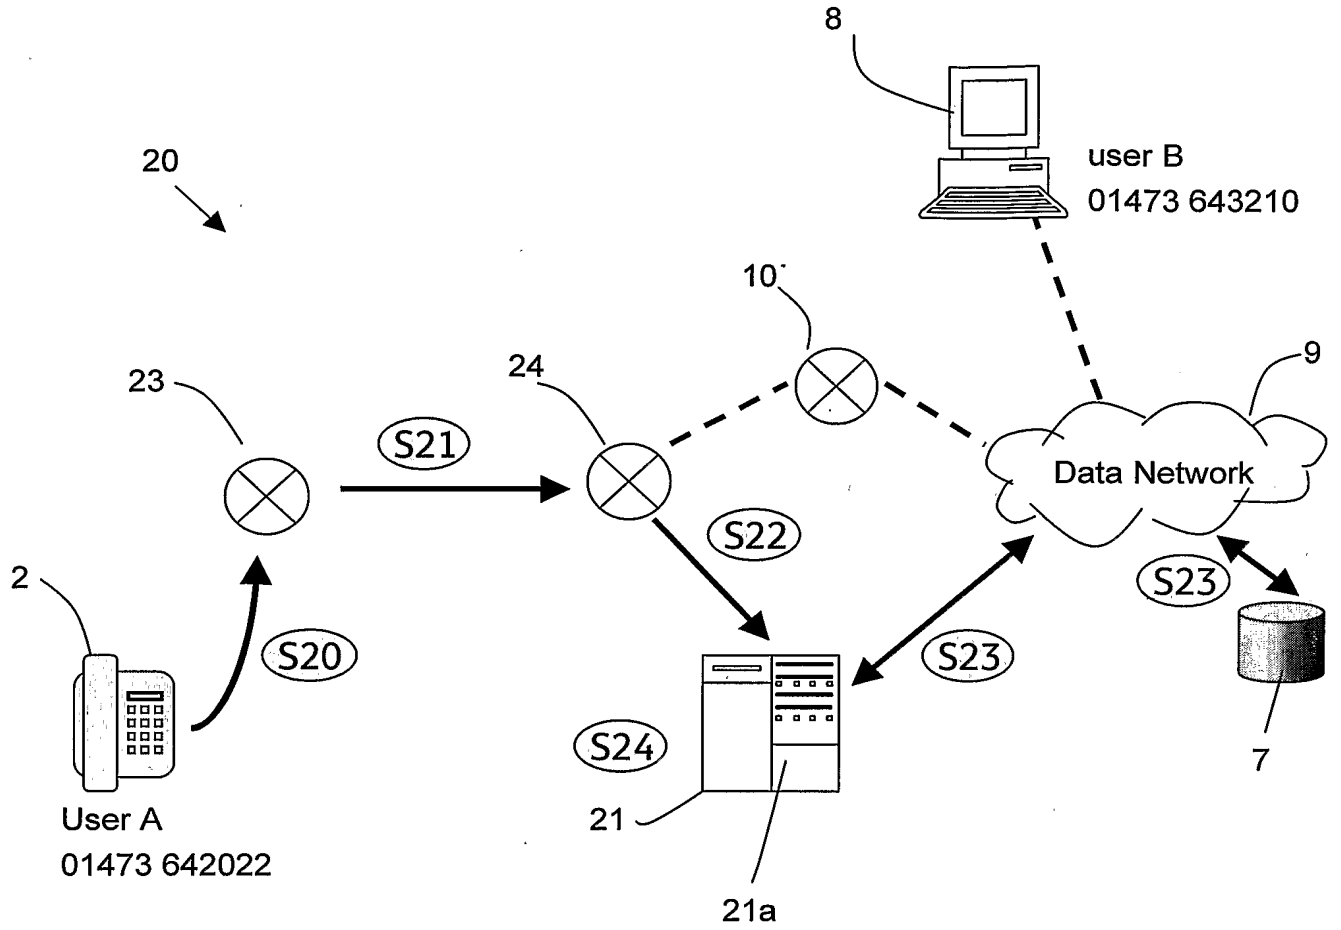 8
20
user B
01473 643210
10
9
23
24
S21
Data Network
S22
S23
2
S20
S23
S24
7
21
User A
01473 642022
21a